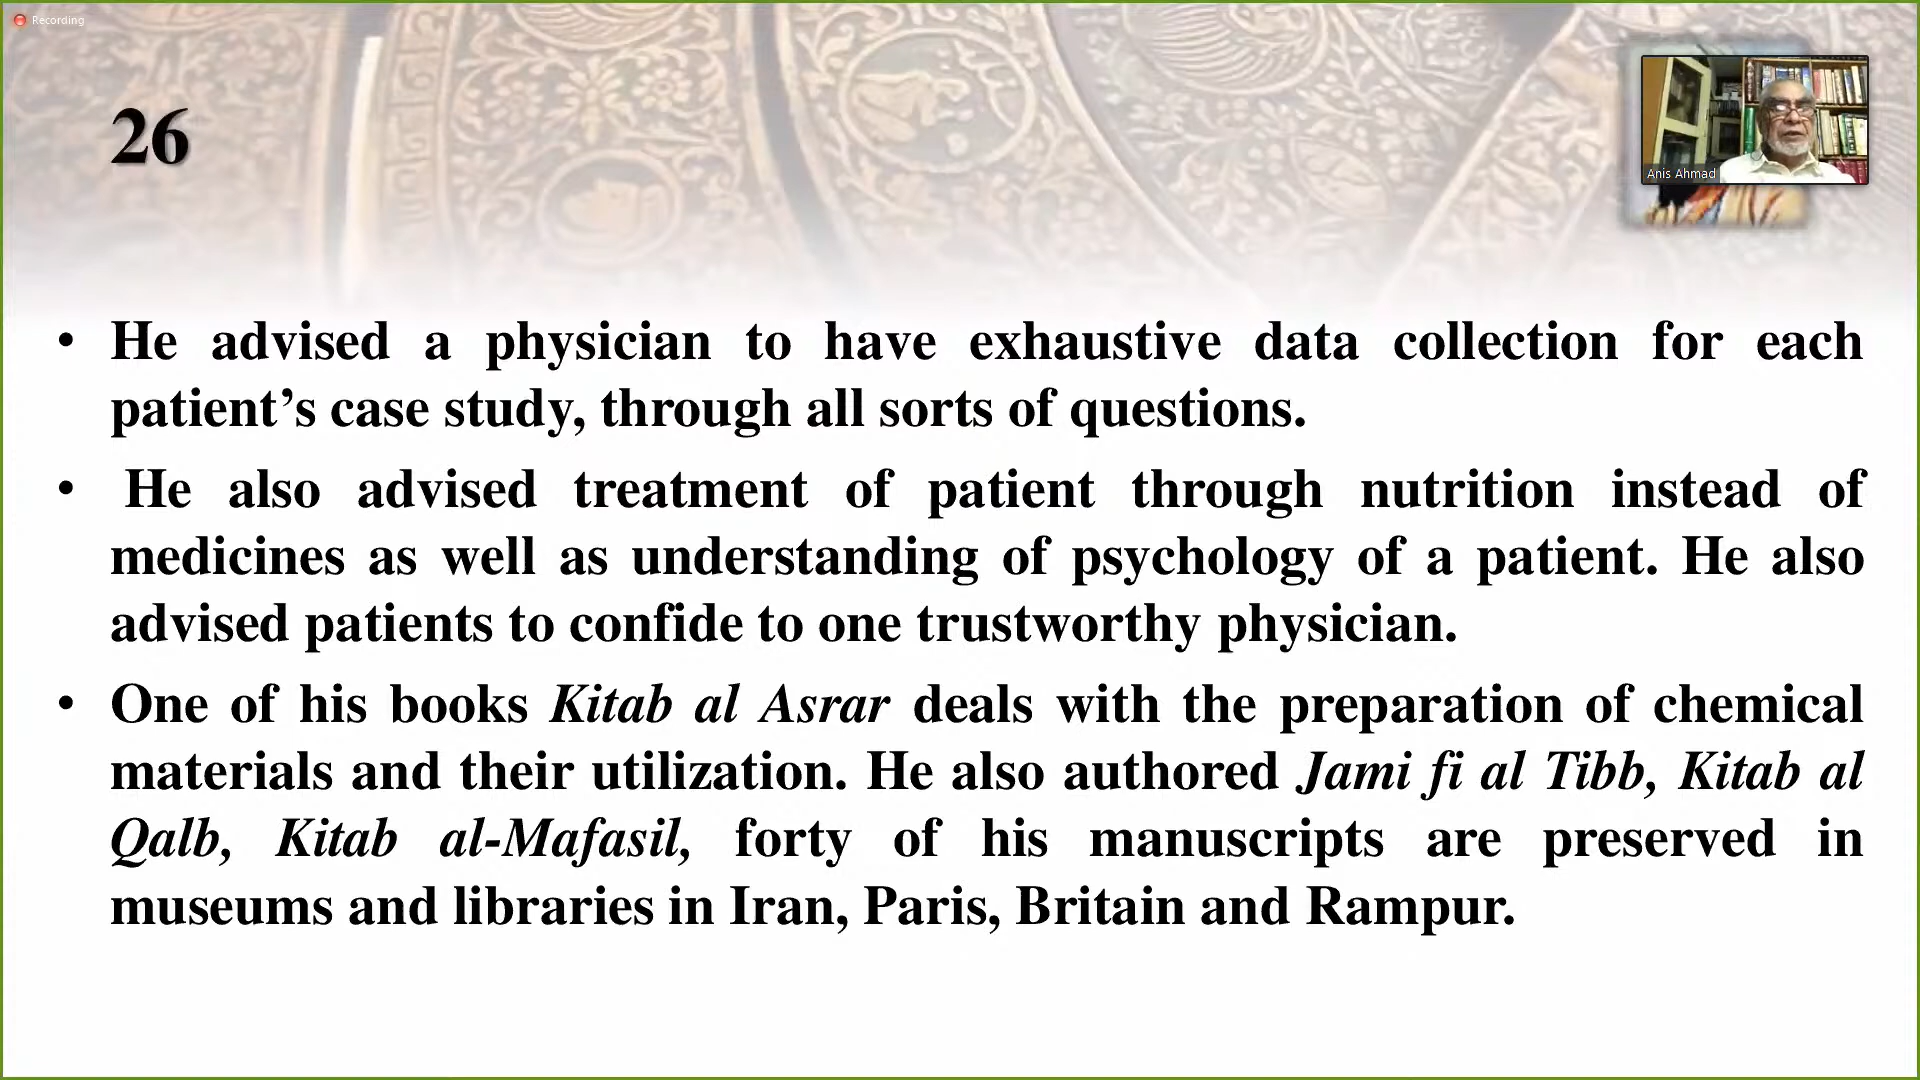 Recording
26
Anis Ahmad
• He advised a physician to have exhaustive data collection for each
patient’s case study, through all sorts of questions.
• He also advised treatment of patient through nutrition instead of
medicines as well as understanding of psychology of a patient. He also
advised patients to confide to one trustworthy physician.
• One of his books Kitab al Asrar deals with the preparation of chemical
materials and their utilization. He also authored Jami fi al Tibb, Kitab al
Qalb, Kitab al-Mafasil, forty of his manuscripts are preserved in
museums and libraries in Iran, Paris, Britain and Rampur.